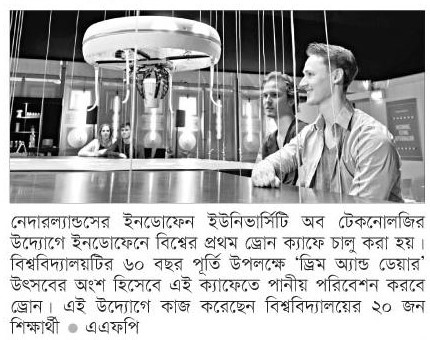 নেদারল্যান্ডসের ইনডোফেন ইউনিভার্সিটি অব টেকনোলজির
উদ্যোগে ইনডোফেনে বিশ্বের প্রথম ড্রোন ক্যাফে চালু করা হয়।
বিশ্ববিদ্যালয়টির ৬০ বছর পূর্তি উপলক্ষে ‘ড্রিম অ্যান্ড ডেয়ার’
উৎসবের অংশ হিসেবে এই ক্যাফেতে পানীয় পরিবেশন করবে
ড্রোন। এই উদ্যোগে কাজ করেছেন বিশ্ববিদ্যালয়ের ২০ জন
শিক্ষার্থী ● এএফপি